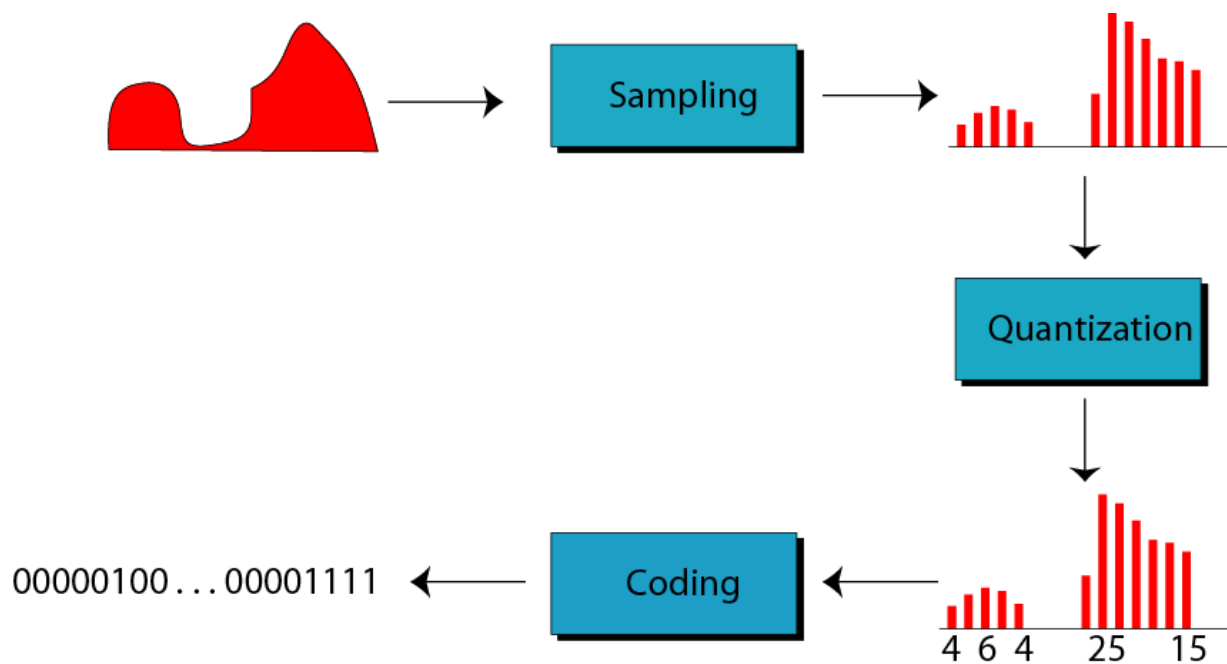 Sampling
Quantization
4 6 4 25 15
Coding
00000100 . . . 00001111